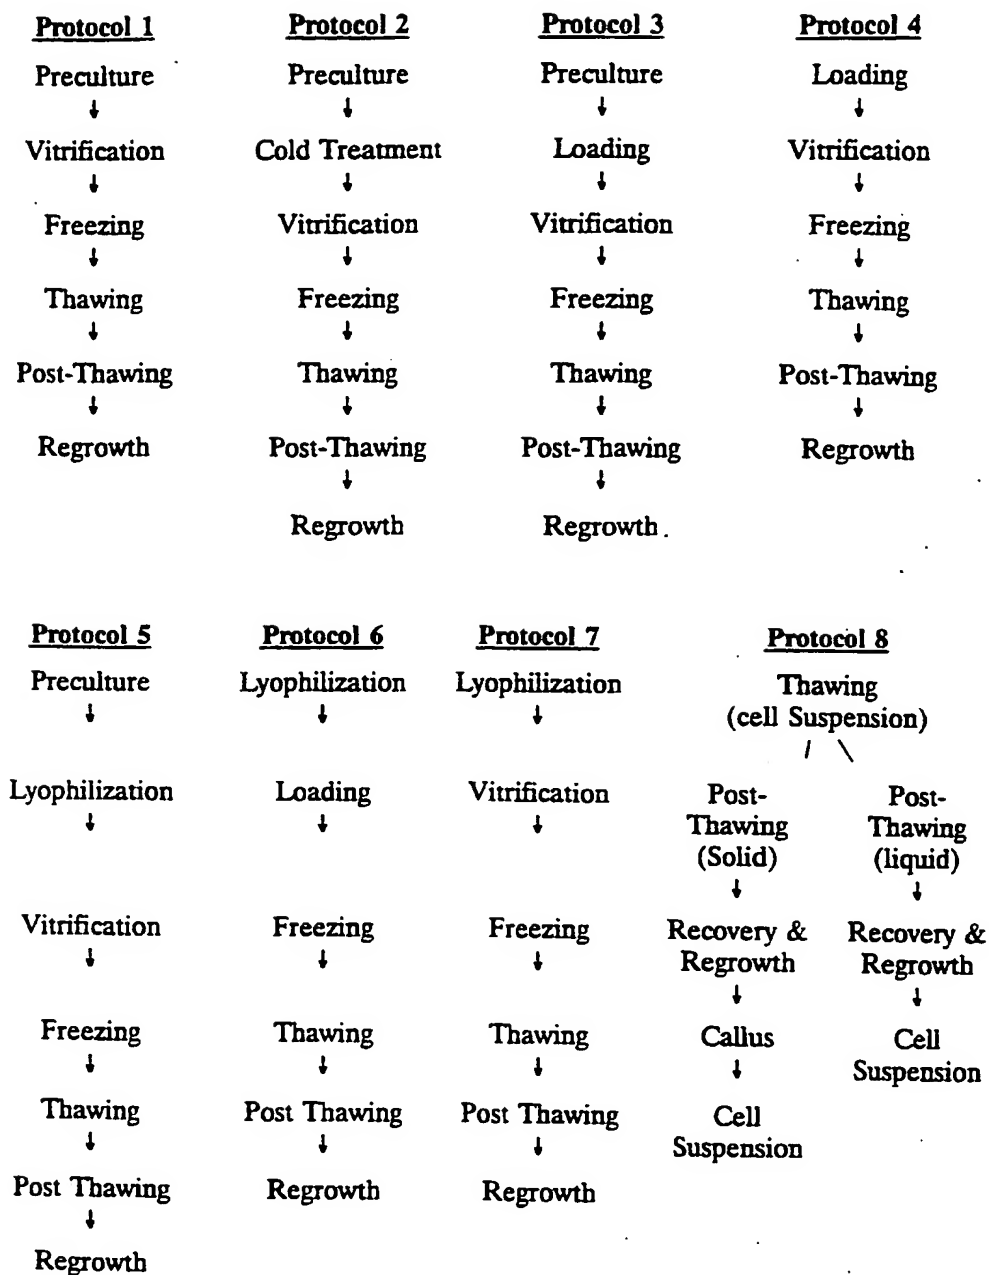 Protocol 1
Preculture
↓
Vitrification
↓
Freezing
↓
Thawing
↓
Post-Thawing
↓
Regrowth
Protocol 2
Preculture
↓
Cold Treatment
↓
Vitrification
↓
Freezing
↓
Thawing
↓
Post-Thawing
↓
Regrowth
Protocol 3
Preculture
↓
Loading
↓
Vitrification
↓
Freezing
↓
Thawing
↓
Post-Thawing
↓
Regrowth
Protocol 4
Loading
↓
Vitrification
↓
Freezing
↓
Thawing
↓
Post-Thawing
↓
Regrowth
Protocol 5
Preculture
↓
Lyophilization
↓
Vitrification
↓
Freezing
↓
Thawing
↓
Post Thawing
↓
Regrowth
Protocol 6
Lyophilization
↓
Loading
↓
Freezing
↓
Thawing
↓
Post Thawing
↓
Regrowth
Protocol 7
Lyophilization
↓
Vitrification
↓
Freezing
↓
Thawing
↓
Post Thawing
↓
Regrowth
Protocol 8
Thawing
(cell Suspension)
/ \
Post-
Thawing
(Solid)
↓
Recovery &
Regrowth
↓
Callus
↓
Cell
Suspension
Post-
Thawing
(liquid)
↓
Recovery &
Regrowth
↓
Cell
Suspension